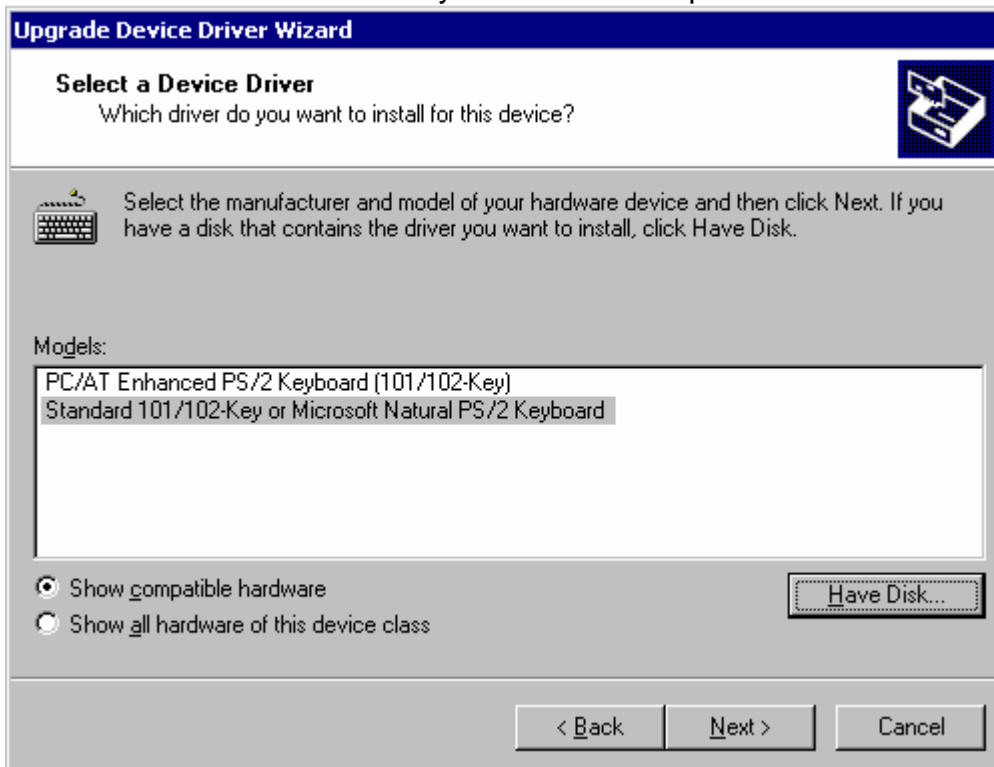 Upgrade Device Driver Wizard
Select a Device Driver
Which driver do you want to install for this device?
Select the manufacturer and model of your hardware device and then click Next. If you
have a disk that contains the driver you want to install, click Have Disk.
Models:
PC/AT Enhanced PS/2 Keyboard (101/102-Key)
Standard 101/102-Key or Microsoft Natural PS/2 Keyboard
Show compatible hardware
Have Disk...
Show all hardware of this device class
< Back
Next >
Cancel